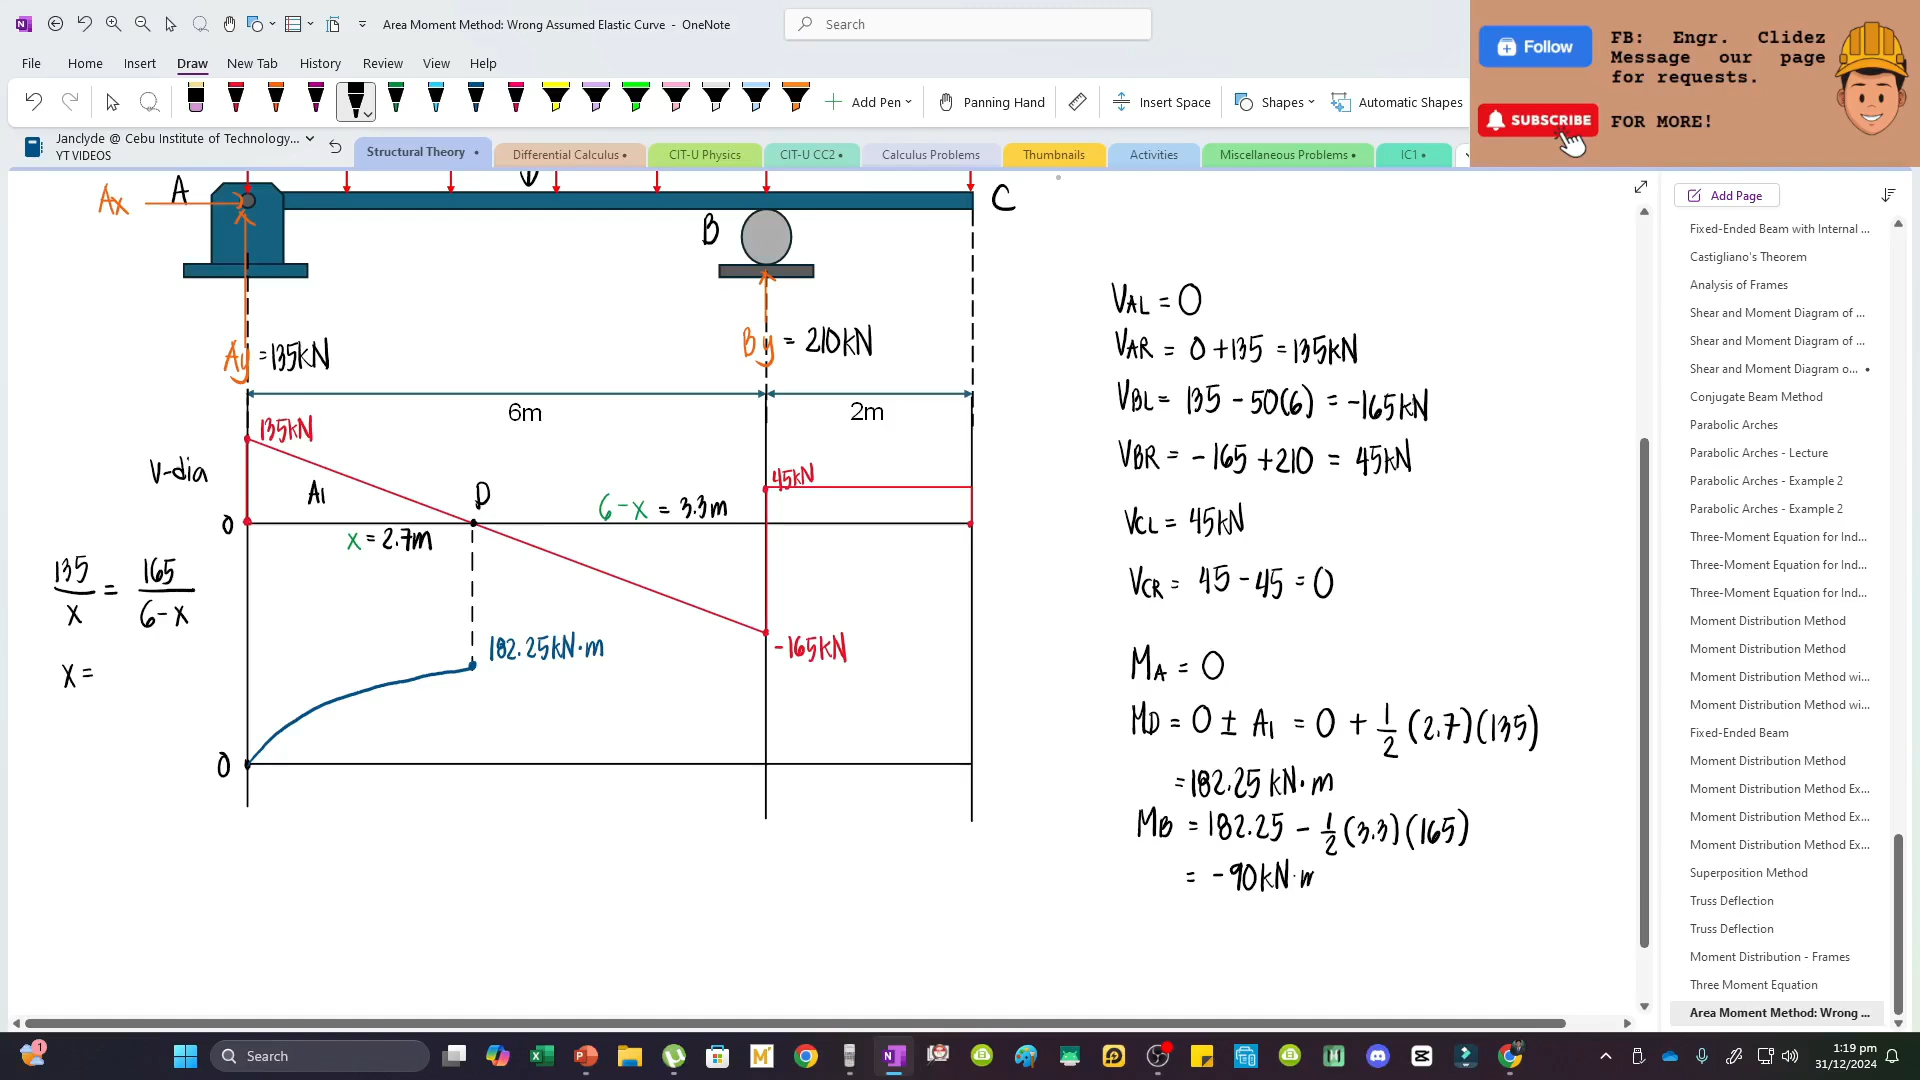 Area Moment Method: Wrong Assumed Elastic Curve - OneNote
Search
File
Home
Insert
Draw
New Tab
History
Review
View
Help
Add Pen
Panning Hand
Insert Space
Shapes
Automatic Shapes
Follow
SUBSCRIBE
FB: Engr. Clidez
Message our page
for requests.
FOR MORE!
Janclyde @ Cebu Institute of Technology...
YT VIDEOS
Structural Theory
Differential Calculus
CIT-U Physics
CIT-U CC2
Calculus Problems
Thumbnails
Activities
Miscellaneous Problems
IC1
Ax
A
B
C
Ay = 135kN
By = 210kN
6m
2m
135kN
V-dia
A1
D
6-x = 3.3m
45kN
0
x = 2.7m
135/x = 165/6-x
x =
-165kN
182.25kN·m
0
VAL = 0
VAR = 0 + 135 = 135kN
VBL = 135 - 50(6) = -165kN
VBR = -165 + 210 = 45kN
VCL = 45kN
VCR = 45 - 45 = 0
MA = 0
MD = 0 ± A1 = 0 + 1/2 (2.7)(135)
= 182.25 kN·m
MB = 182.25 - 1/2 (3.3)(165)
= -90kN·m
Add Page
Fixed-Ended Beam with Internal ...
Castigliano's Theorem
Analysis of Frames
Shear and Moment Diagram of ...
Shear and Moment Diagram of ...
Shear and Moment Diagram o...
Conjugate Beam Method
Parabolic Arches
Parabolic Arches - Lecture
Parabolic Arches - Example 2
Parabolic Arches - Example 2
Three-Moment Equation for Ind...
Three-Moment Equation for Ind...
Three-Moment Equation for Ind...
Moment Distribution Method
Moment Distribution Method
Moment Distribution Method wi...
Moment Distribution Method wi...
Fixed-Ended Beam
Moment Distribution Method
Moment Distribution Method Ex...
Moment Distribution Method Ex...
Moment Distribution Method Ex...
Superposition Method
Truss Deflection
Truss Deflection
Moment Distribution - Frames
Three Moment Equation
Area Moment Method: Wrong ...
Search
1:19 pm
31/12/2024